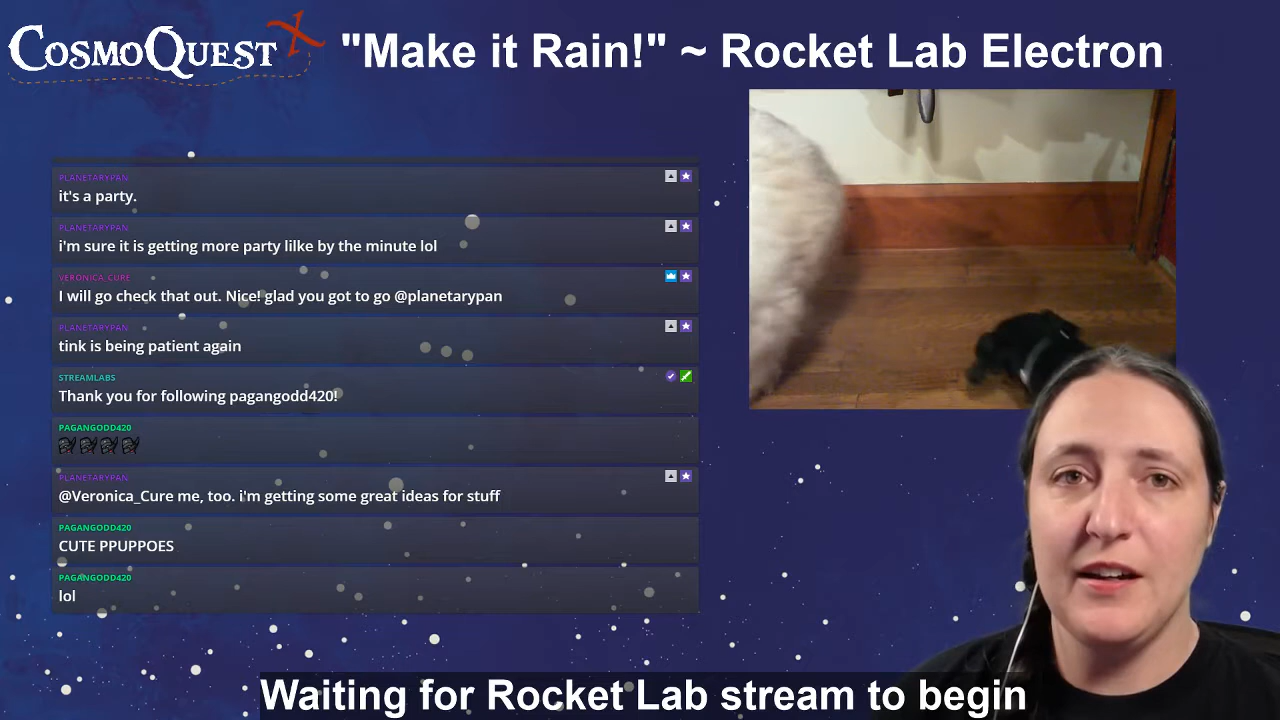 CosmoQuest X
"Make it Rain!" ~ Rocket Lab Electron
PLANETARYPAN
it's a party.
PLANETARYPAN
i'm sure it is getting more party lilke by the minute lol
VERONICA_CURE
I will go check that out. Nice! glad you got to go @planetarypan
PLANETARYPAN
tink is being patient again
STREAMLABS
Thank you for following pagangodd420!
PAGANGODD420
PLANETARYPAN
@Veronica_Cure me, too. i'm getting some great ideas for stuff
PAGANGODD420
CUTE PPUPPOES
PAGANGODD420
lol
Waiting for Rocket Lab stream to begin